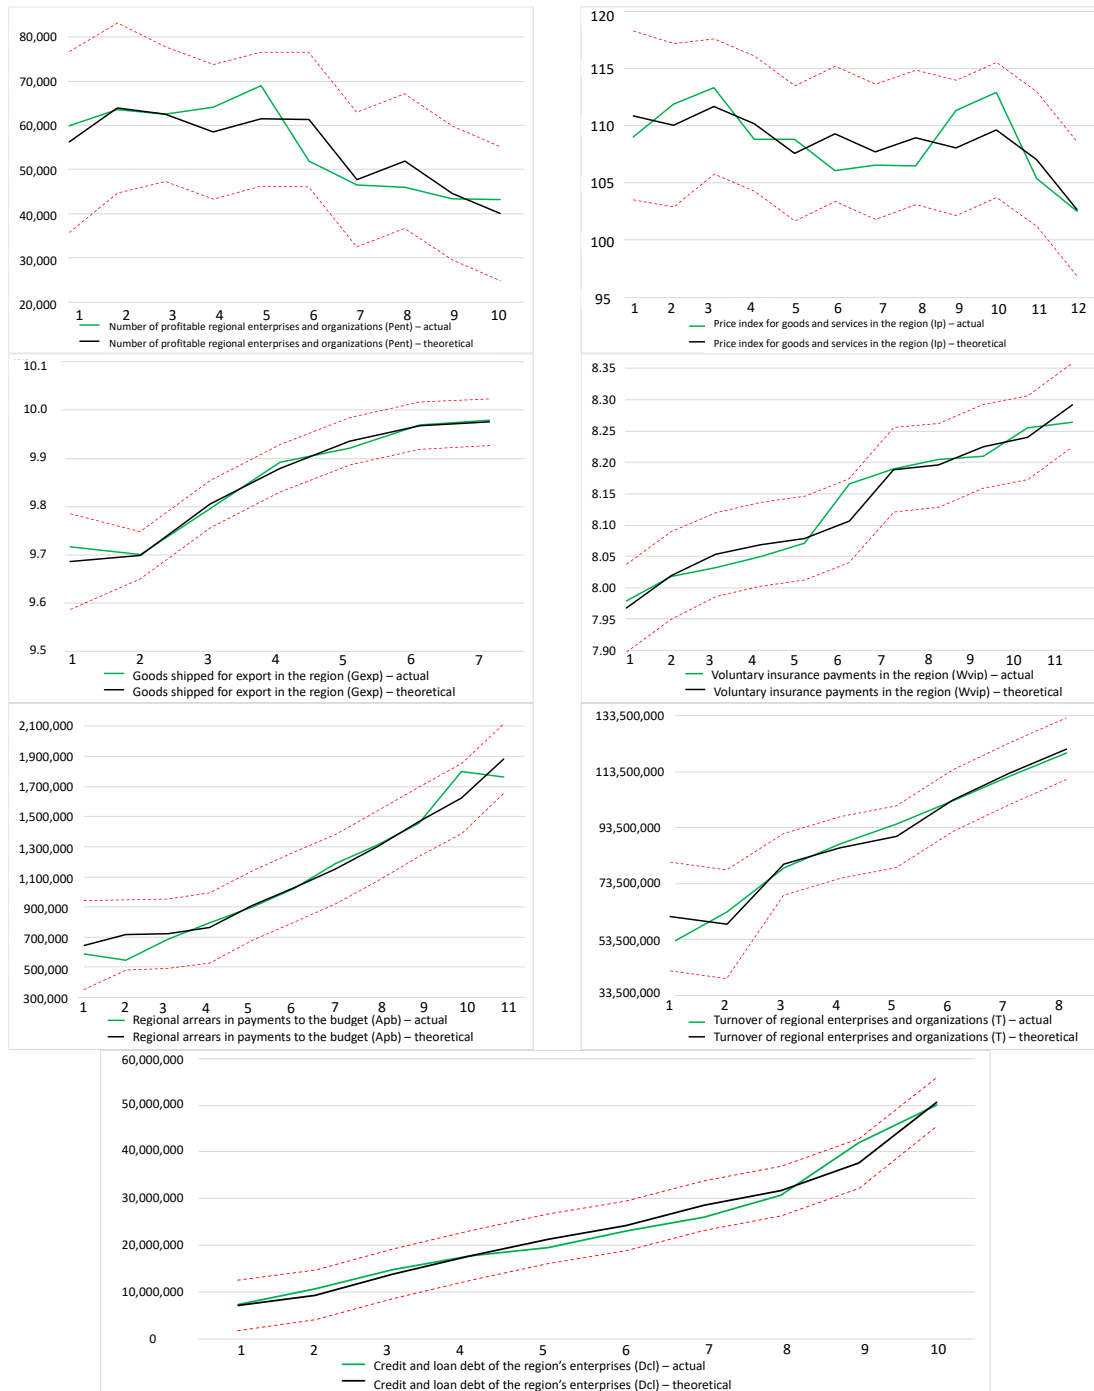 80,000
70,000
60,000
50,000
40,000
30,000
20,000
1 2 3 4 5 6 7 8 9 10
Number of profitable regional enterprises and organizations (Pent) – actual
Number of profitable regional enterprises and organizations (Pent) – theoretical
120
115
110
105
100
95
1 2 3 4 5 6 7 8 9 10 11 12
Price index for goods and services in the region (Ip) – actual
Price index for goods and services in the region (Ip) – theoretical
10.1
10.0
9.9
9.8
9.7
9.6
9.5
1 2 3 4 5 6 7
Goods shipped for export in the region (Gexp) – actual
Goods shipped for export in the region (Gexp) – theoretical
8.35
8.30
8.25
8.20
8.15
8.10
8.05
8.00
7.95
7.90
1 2 3 4 5 6 7 8 9 10 11
Voluntary insurance payments in the region (Wvip) – actual
Voluntary insurance payments in the region (Wvip) – theoretical
2,100,000
1,900,000
1,700,000
1,500,000
1,300,000
1,100,000
900,000
700,000
500,000
300,000
1 2 3 4 5 6 7 8 9 10 11
Regional arrears in payments to the budget (Apb) – actual
Regional arrears in payments to the budget (Apb) – theoretical
133,500,000
113,500,000
93,500,000
73,500,000
53,500,000
33,500,000
1 2 3 4 5 6 7 8
Turnover of regional enterprises and organizations (T) – actual
Turnover of regional enterprises and organizations (T) – theoretical
60,000,000
50,000,000
40,000,000
30,000,000
20,000,000
10,000,000
0
1 2 3 4 5 6 7 8 9 10
Credit and loan debt of the region's enterprises (Dcl) – actual
Credit and loan debt of the region's enterprises (Dcl) – theoretical